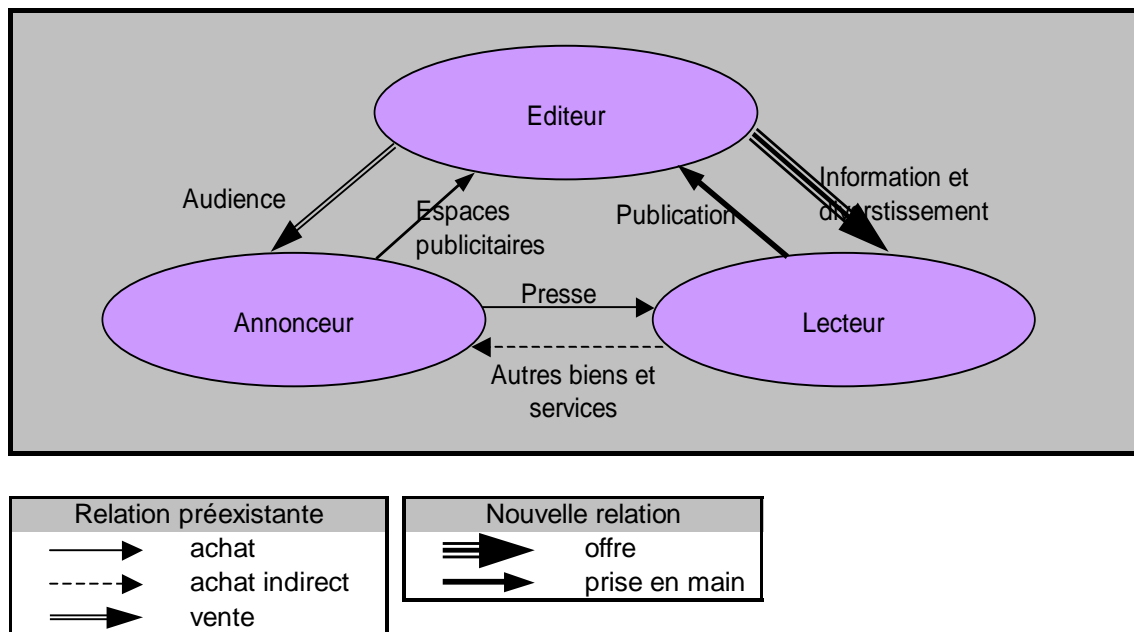 Editeur
Audience
Espaces
publicitaires
Publication
Information et
diverstissement
Annonceur
Presse
Lecteur
Autres biens et
services
Relation préexistante
achat
achat indirect
vente
Nouvelle relation
offre
prise en main